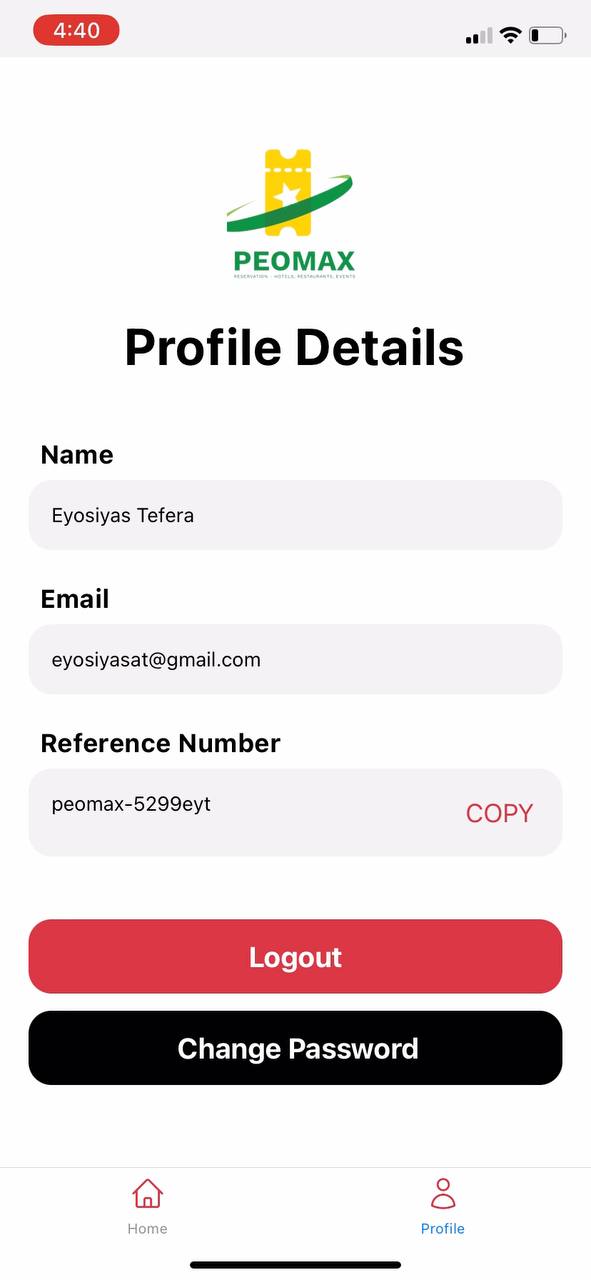 4:40
PEOMAX
RESERVATION - HOTELS, RESTAURANTS, EVENTS
Profile Details
Name
Eyosiyas Tefera
Email
eyosiyasat@gmail.com
Reference Number
peomax-5299eyt
COPY
Logout
Change Password
Home
Profile